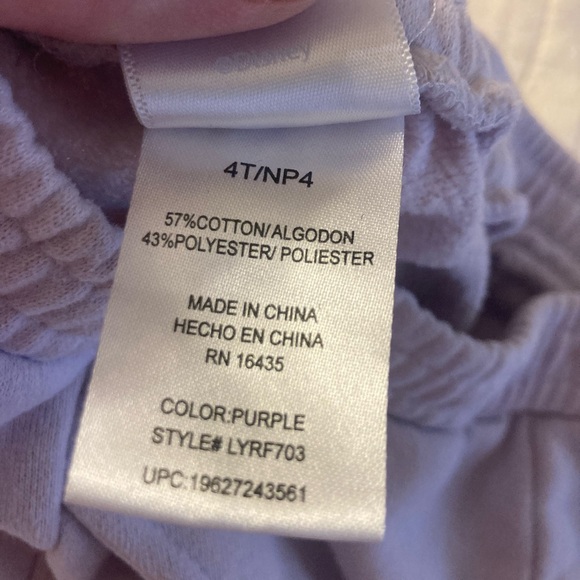 ©Disney
4T/NP4
57%COTTON/ALGODON
43%POLYESTER/ POLIESTER
MADE IN CHINA
HECHO EN CHINA
RN 16435
COLOR:PURPLE
STYLE# LYRF703
UPC:19627243561